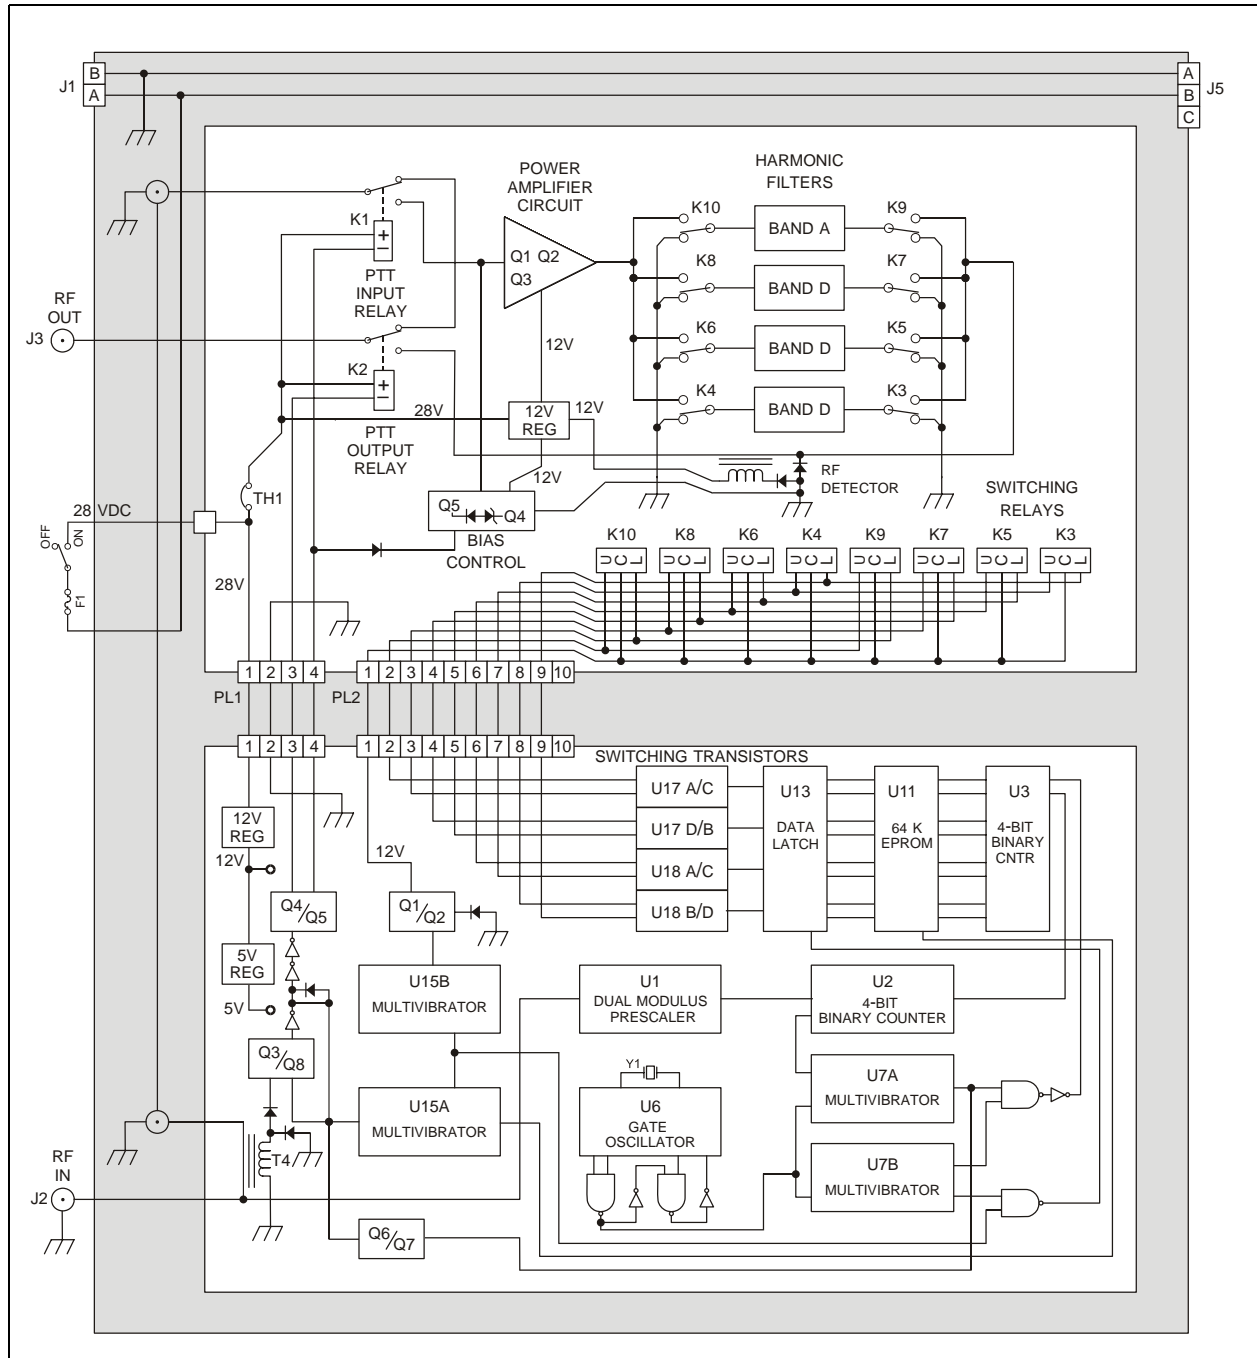 B
A
J1
A
B
C
J5
POWER
AMPLIFIER
CIRCUIT
HARMONIC
FILTERS
K1
+
−
PTT
INPUT
RELAY
Q1 Q2
Q3
K10
BAND A
K9
K8
BAND D
K7
K6
BAND D
K5
K4
BAND D
K3
RF
OUT
J3
K2
+
−
PTT
OUTPUT
RELAY
12V
28V
12V
REG
12V
12V
TH1
Q5
Q4
BIAS
CONTROL
RF
DETECTOR
SWITCHING
RELAYS
28 VDC
OFF
ON
F1
28V
K10
K8
K6
K4
K9
K7
K5
K3
U C L
U C L
U C L
U C L
U C L
U C L
U C L
U C L
1 2 3 4
1 2 3 4 5 6 7 8 9 10
PL1
PL2
1 2 3 4
1 2 3 4 5 6 7 8 9 10
SWITCHING TRANSISTORS
U17 A/C
U17 D/B
U18 A/C
U18 B/D
U13
DATA
LATCH
U11
64 K
EPROM
U3
4-BIT
BINARY
CNTR
12V
REG
12V
12V
Q4/Q5
Q1/Q2
5V
REG
5V
U15B
MULTIVIBRATOR
U1
DUAL MODULUS
PRESCALER
U2
4-BIT
BINARY COUNTER
Q3/Q8
Y1
U15A
MULTIVIBRATOR
U6
GATE
OSCILLATOR
U7A
MULTIVIBRATOR
T4
U7B
MULTIVIBRATOR
RF
IN
J2
Q6/Q7